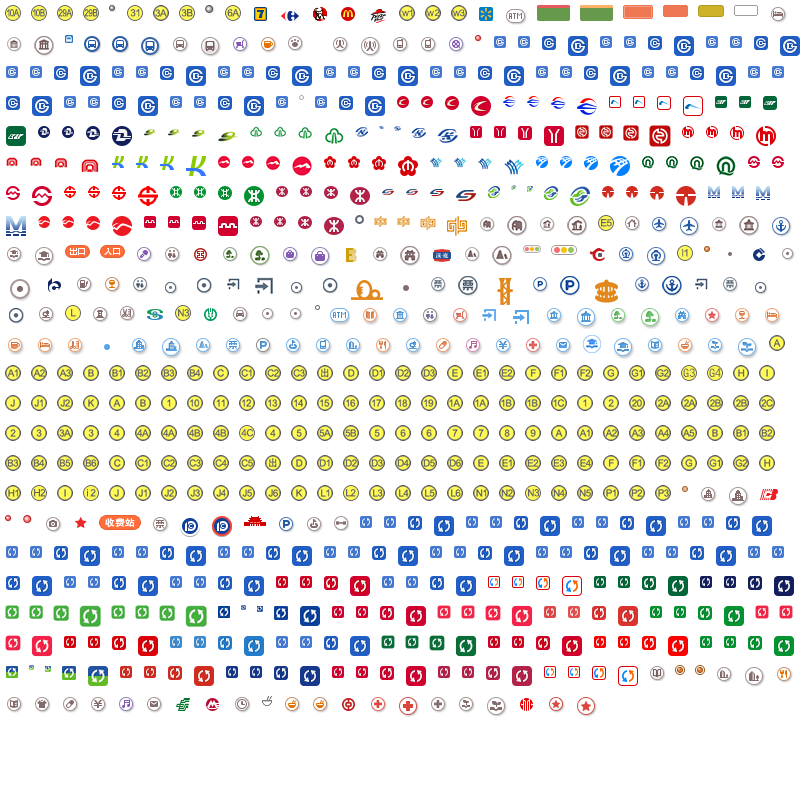 10A 10B 29A 29B 31 3A 3B 6A 7 KFC W1 W2 W3 ATM
E5
出口 入口 B I1
L N3 ATM
A
A1 A2 A3 B B1 B2 B3 B4 C C1 C2 C3 出 D D1 D2 D3 E E1 E2 F F1 F2 G G1 G2 G3 G4 H I
J J1 J2 K A B 1 10 11 12 13 14 15 16 17 18 19 1A 1A 1B 1B 1C 1 2 20 2A 2A 2B 2B 2C
2 3 3A 3 4 4A 4A 4B 4B 4C 4 5 5A 5B 5 6 6 7 7 8 9 A A1 A2 A3 A4 A5 B B1 B2
B3 B4 B5 B6 C C1 C2 C3 C4 C5 出 D D1 D2 D3 D4 D5 D6 E E1 E2 E3 E4 F F1 F2 G G1 G2 H
H1 H2 I I2 J J1 J2 J3 J4 J5 J6 K L1 L2 L3 L4 L5 L6 N1 N2 N3 N4 N5 P1 P2 P3
收费站 P